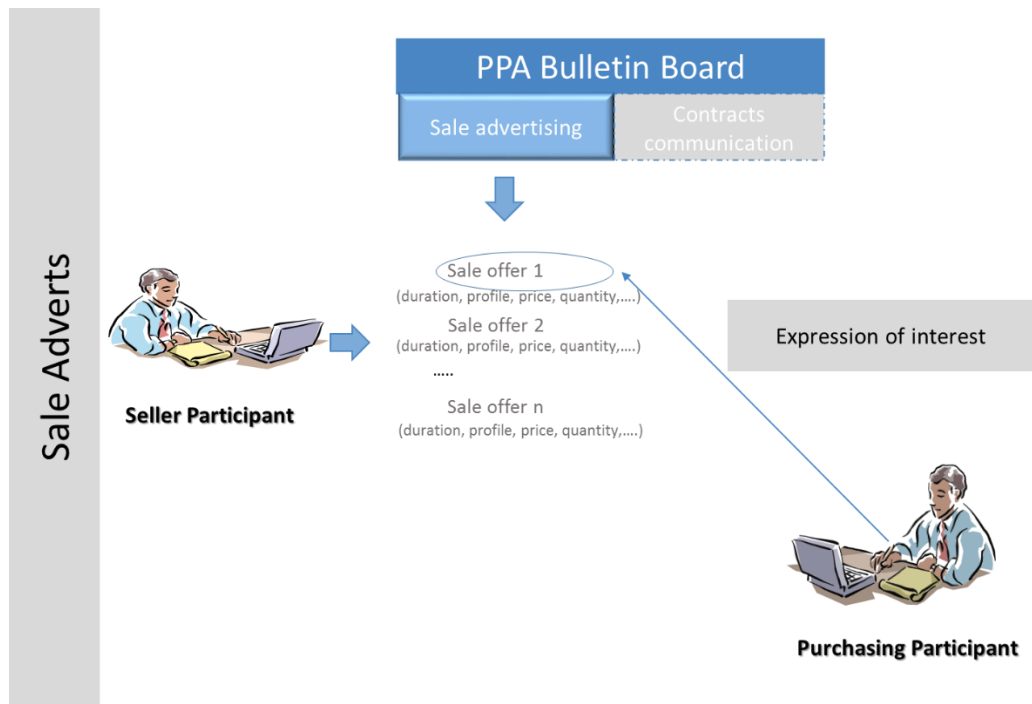 PPA Bulletin Board
Sale advertising
Contracts
communication
Sale Adverts
Sale offer 1
(duration, profile, price, quantity,....)
Sale offer 2
(duration, profile, price, quantity,....)
.....
Sale offer n
(duration, profile, price, quantity,....)
Seller Participant
Expression of interest
Purchasing Participant